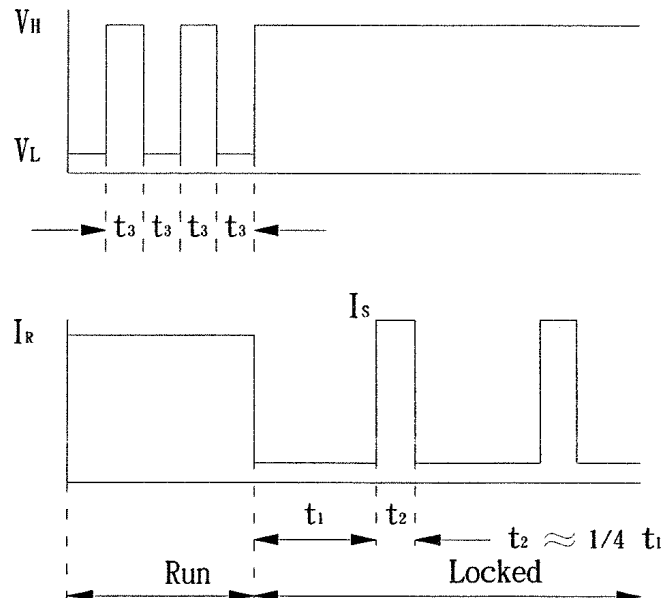 VH
VL
t3 t3 t3 t3
IS
IR
t1 t2 t2 ≈ 1/4 t1
Run Locked